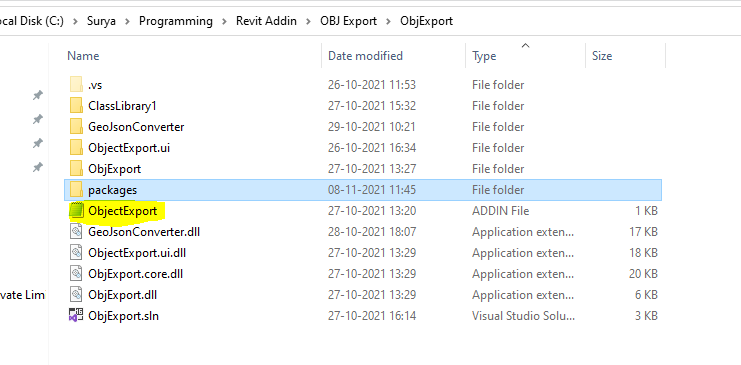 ocal Disk (C:) > Surya > Programming > Revit Addin > OBJ Export > ObjExport
Name Date modified Type Size
.vs 26-10-2021 11:53 File folder
ClassLibrary1 27-10-2021 15:32 File folder
GeoJsonConverter 29-10-2021 10:21 File folder
ObjectExport.ui 26-10-2021 16:34 File folder
ObjExport 27-10-2021 13:27 File folder
packages 08-11-2021 11:45 File folder
ObjectExport 27-10-2021 13:20 ADDIN File 1 KB
GeoJsonConverter.dll 28-10-2021 18:07 Application exten... 17 KB
ObjectExport.ui.dll 27-10-2021 13:29 Application exten... 18 KB
ObjExport.core.dll 27-10-2021 13:29 Application exten... 20 KB
vate Lim ObjExport.dll 27-10-2021 13:29 Application exten... 6 KB
ObjExport.sln 27-10-2021 16:14 Visual Studio Solu... 3 KB